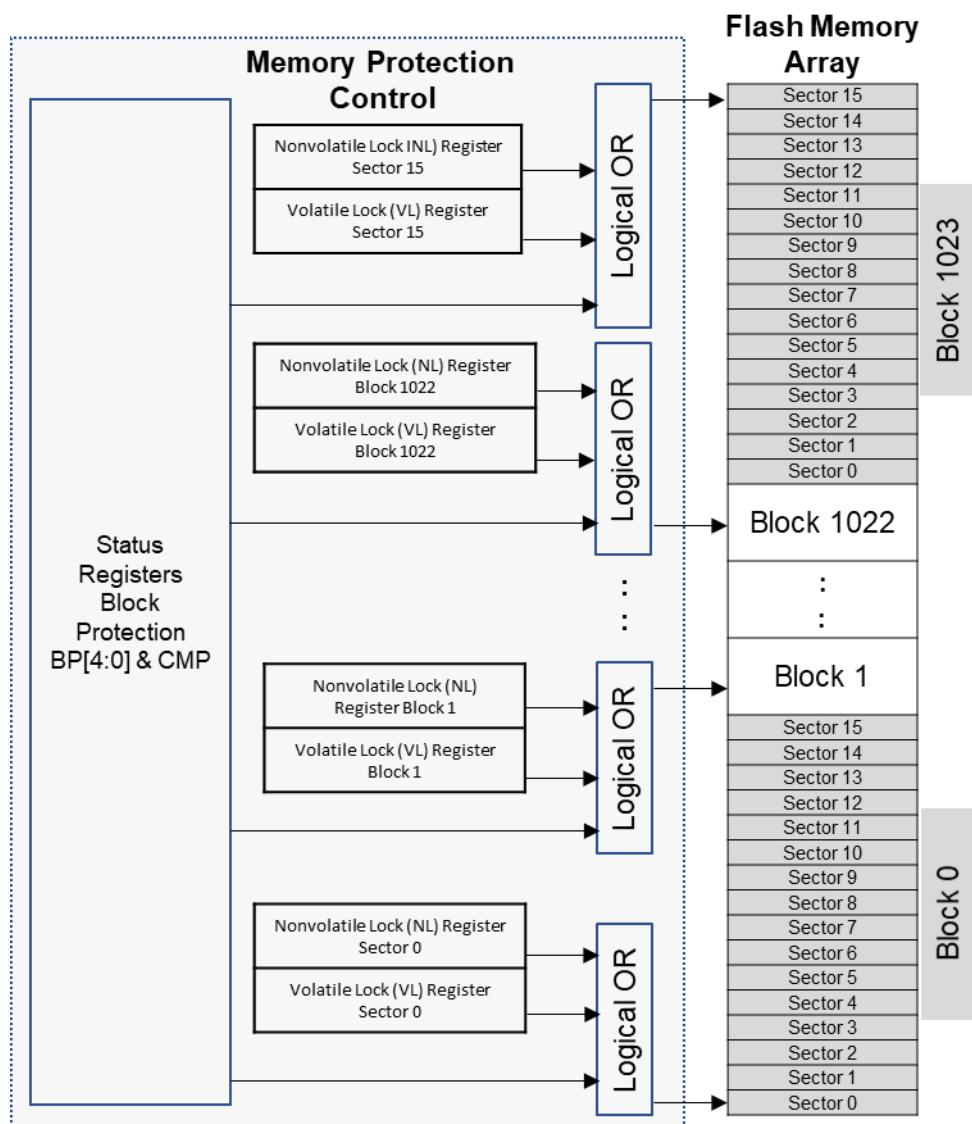 Memory Protection
Control
Flash Memory
Array
Status
Registers
Block
Protection
BP[4:0] & CMP
Nonvolatile Lock INL) Register
Sector 15
Volatile Lock (VL) Register
Sector 15
Logical OR
Nonvolatile Lock (NL) Register
Block 1022
Volatile Lock (VL) Register
Block 1022
Logical OR
:
:
Nonvolatile Lock (NL)
Register Block 1
Volatile Lock (VL) Register
Block 1
Logical OR
Nonvolatile Lock (NL) Register
Sector 0
Volatile Lock (VL) Register
Sector 0
Logical OR
Sector 15
Sector 14
Sector 13
Sector 12
Sector 11
Sector 10
Sector 9
Sector 8
Sector 7
Sector 6
Sector 5
Sector 4
Sector 3
Sector 2
Sector 1
Sector 0
Block 1023
Block 1022
:
:
Block 1
Sector 15
Sector 14
Sector 13
Sector 12
Sector 11
Sector 10
Sector 9
Sector 8
Sector 7
Sector 6
Sector 5
Sector 4
Sector 3
Sector 2
Sector 1
Sector 0
Block 0